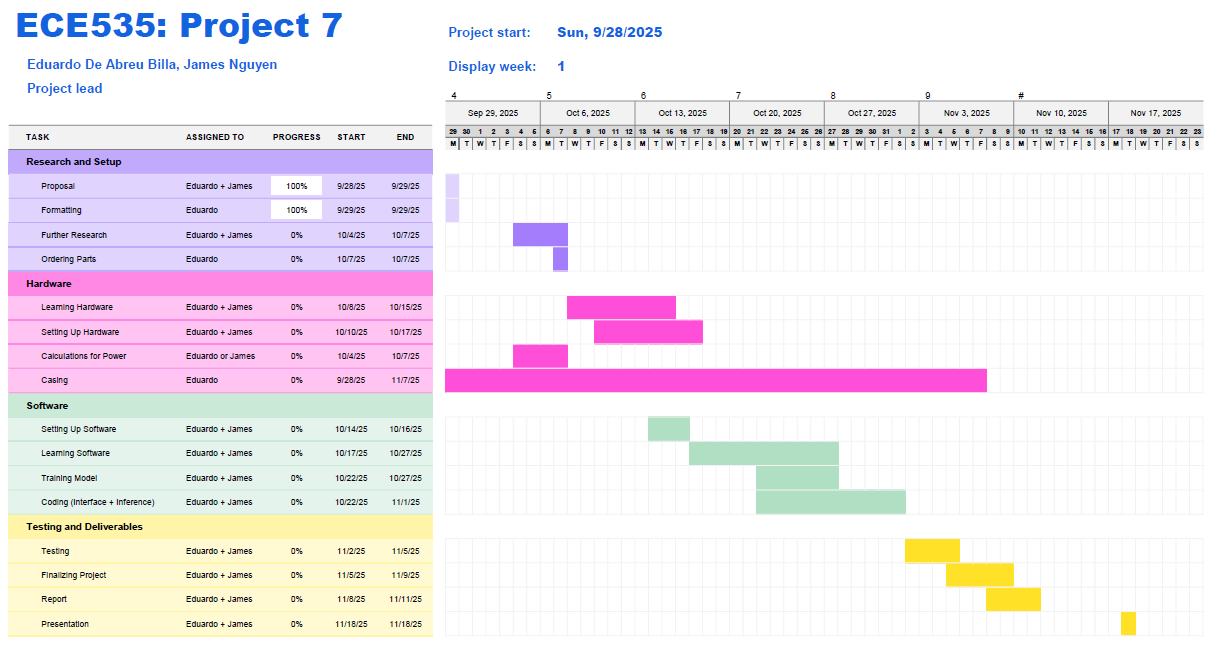 ECE535: Project 7
Project start: Sun, 9/28/2025
Eduardo De Abreu Billa, James Nguyen
Display week: 1
Project lead
4 5 6 7 8 9 #
Sep 29, 2025 Oct 6, 2025 Oct 13, 2025 Oct 20, 2025 Oct 27, 2025 Nov 3, 2025 Nov 10, 2025 Nov 17, 2025
29 30 1 2 3 4 5 6 7 8 9 10 11 12 13 14 15 16 17 18 19 20 21 22 23 24 25 26 27 28 29 30 31 1 2 3 4 5 6 7 8 9 10 11 12 13 14 15 16 17 18 19 20 21 22 23
TASK ASSIGNED TO PROGRESS START END
M T W T F S S M T W T F S S M T W T F S S M T W T F S S M T W T F S S M T W T F S S M T W T F S S M T W T F S S
Research and Setup
Proposal Eduardo + James 100% 9/28/25 9/29/25
Formatting Eduardo 100% 9/29/25 9/29/25
Further Research Eduardo + James 0% 10/4/25 10/7/25
Ordering Parts Eduardo 0% 10/7/25 10/7/25
Hardware
Learning Hardware Eduardo + James 0% 10/8/25 10/15/25
Setting Up Hardware Eduardo + James 0% 10/10/25 10/17/25
Calculations for Power Eduardo or James 0% 10/4/25 10/7/25
Casing Eduardo 0% 9/28/25 11/7/25
Software
Setting Up Software Eduardo + James 0% 10/14/25 10/16/25
Learning Software Eduardo + James 0% 10/17/25 10/27/25
Training Model Eduardo + James 0% 10/22/25 10/27/25
Coding (Interface + Inference) Eduardo + James 0% 10/22/25 11/1/25
Testing and Deliverables
Testing Eduardo + James 0% 11/2/25 11/5/25
Finalizing Project Eduardo + James 0% 11/5/25 11/9/25
Report Eduardo + James 0% 11/8/25 11/11/25
Presentation Eduardo + James 0% 11/18/25 11/18/25